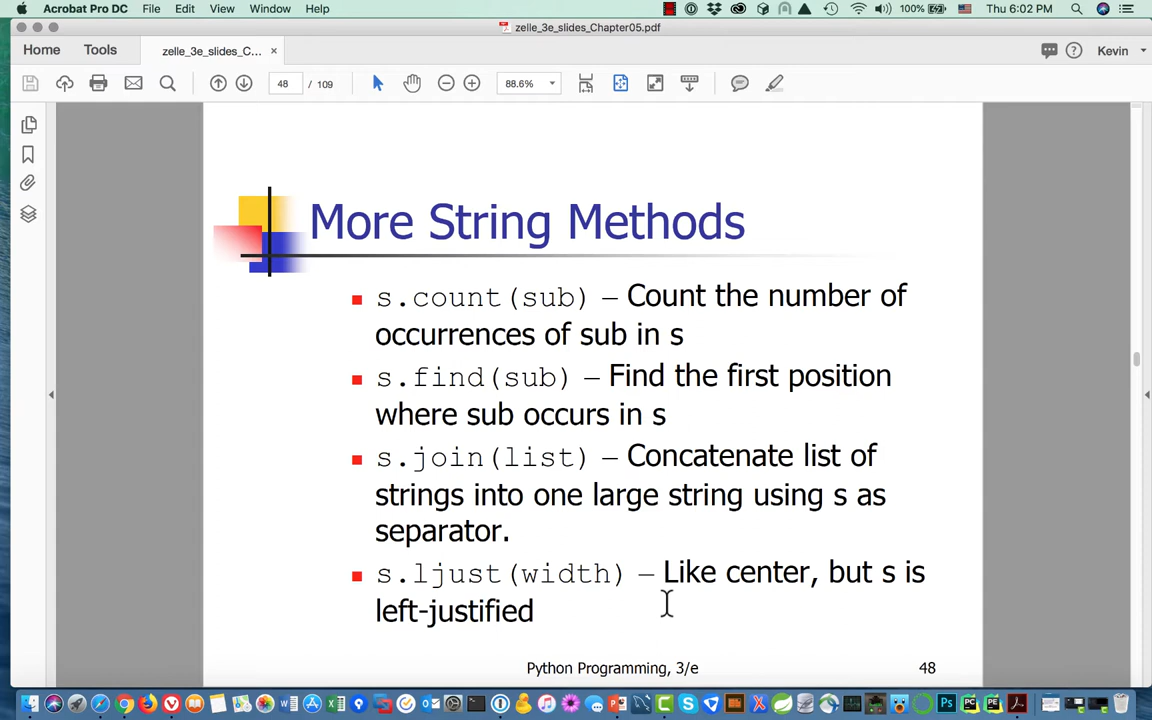 Acrobat Pro DC File Edit View Window Help 100% Thu 6:02 PM
zelle_3e_slides_Chapter05.pdf
Home Tools zelle_3e_slides_C... × Kevin
48 / 109 88.6%
More String Methods
s.count(sub) – Count the number of
occurrences of sub in s
s.find(sub) – Find the first position
where sub occurs in s
s.join(list) – Concatenate list of
strings into one large string using s as
separator.
s.ljust(width) – Like center, but s is
left-justified
Python Programming, 3/e 48